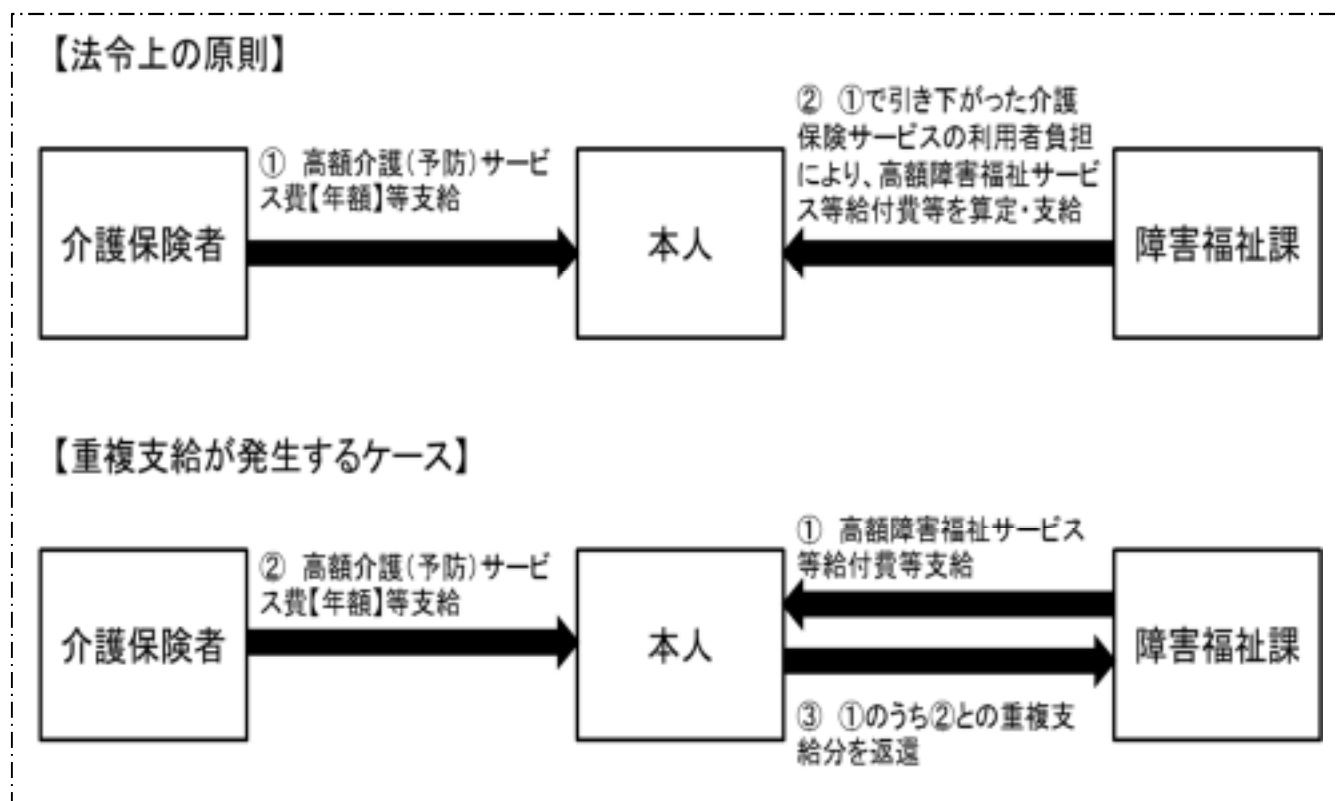 【法令上の原則】
介護保険者
① 高額介護(予防)サービ
ス費【年額】等支給
本人
② ①で引き下がった介護
保険サービスの利用者負担
により、高額障害福祉サービ
ス等給付費等を算定・支給
障害福祉課
【重複支給が発生するケース】
介護保険者
② 高額介護(予防)サービ
ス費【年額】等支給
本人
① 高額障害福祉サービス
等給付費等支給
障害福祉課
③ ①のうち②との重複支
給分を返還